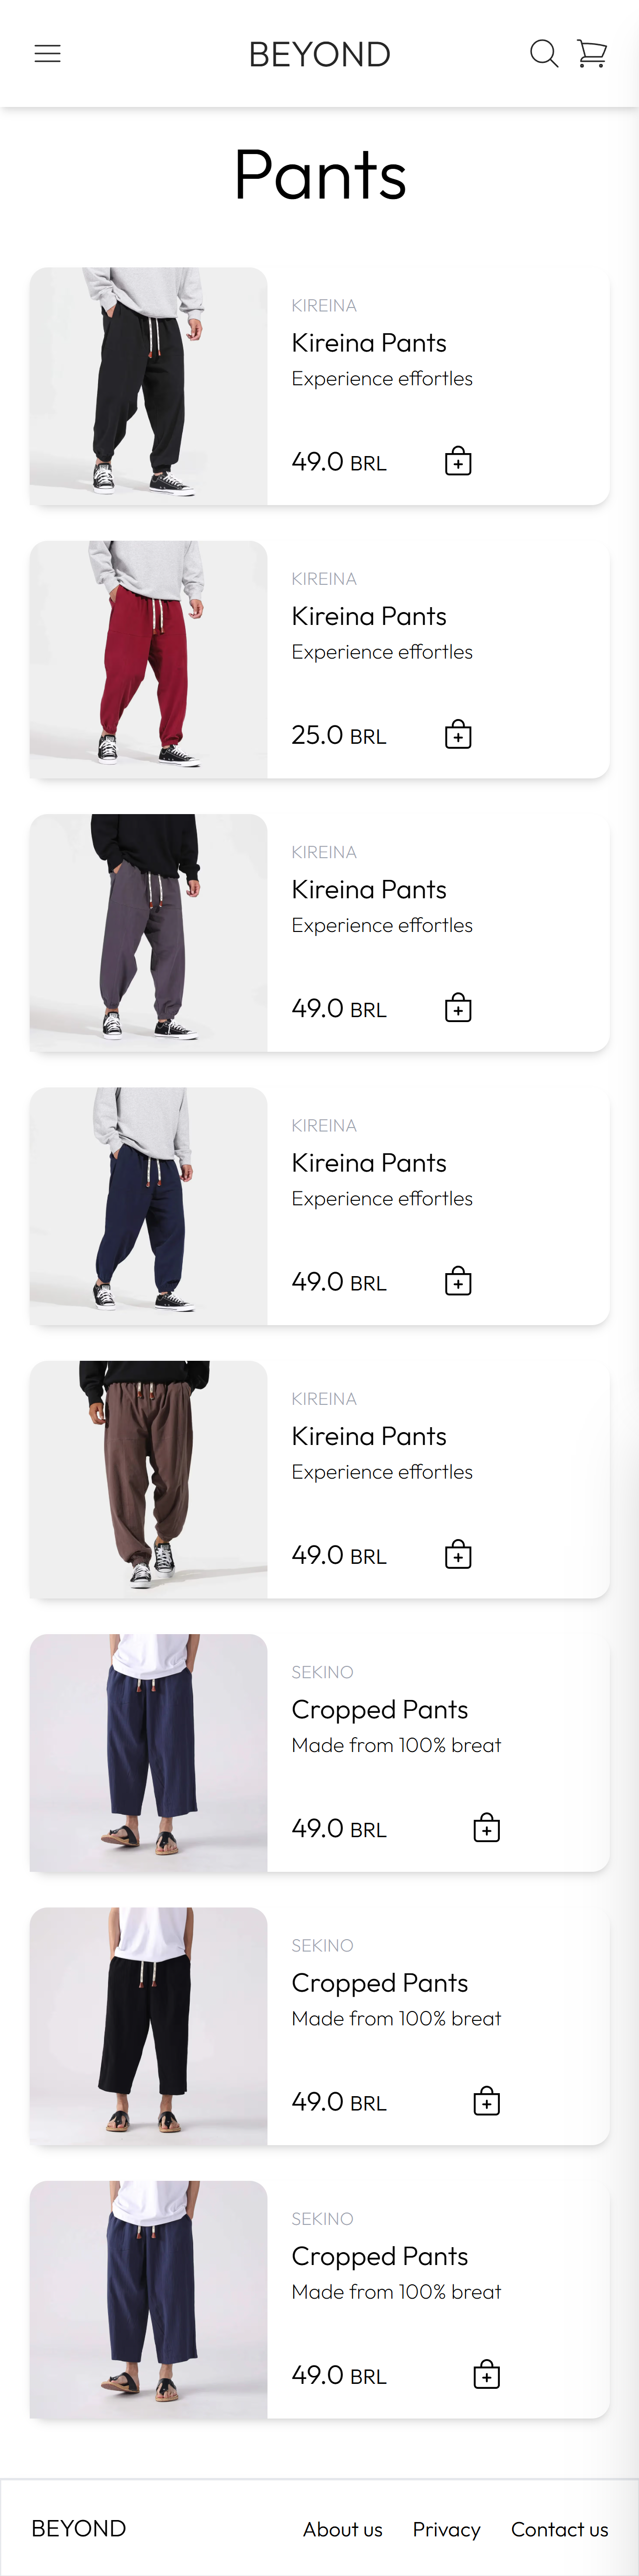 BEYOND
Pants
KIREINA
Kireina Pants
Experience effortles
49.0 BRL
KIREINA
Kireina Pants
Experience effortles
25.0 BRL
KIREINA
Kireina Pants
Experience effortles
49.0 BRL
KIREINA
Kireina Pants
Experience effortles
49.0 BRL
KIREINA
Kireina Pants
Experience effortles
49.0 BRL
SEKINO
Cropped Pants
Made from 100% breat
49.0 BRL
SEKINO
Cropped Pants
Made from 100% breat
49.0 BRL
SEKINO
Cropped Pants
Made from 100% breat
49.0 BRL
BEYOND About us Privacy Contact us